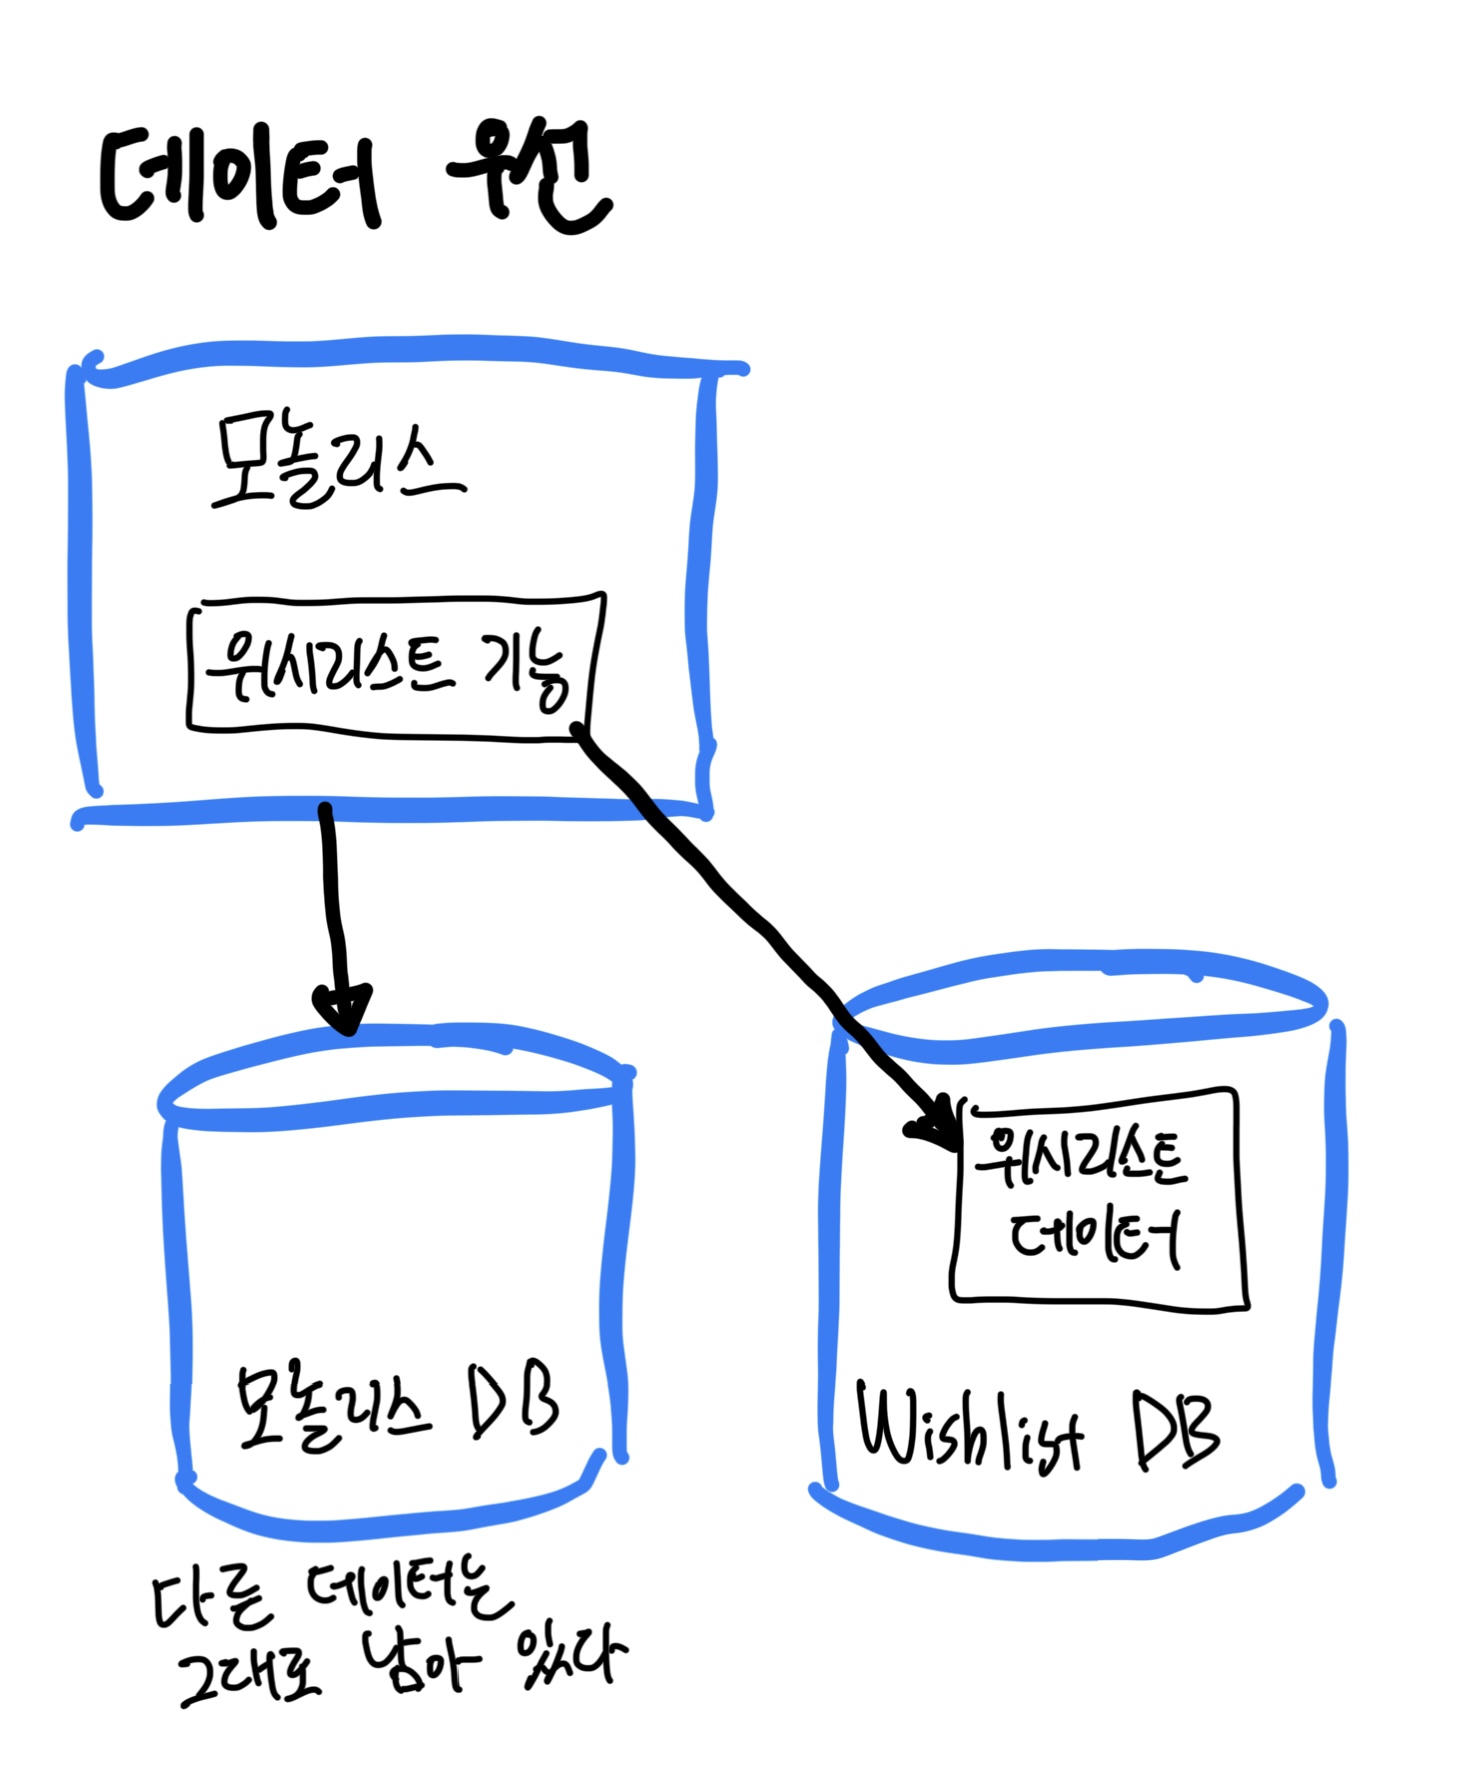 데이터 우선
모놀리스
위시리스트 기능
위시리스트
데이터
모놀리스 DB
Wishlist DB
다른 데이터는
그대로 남아 있다